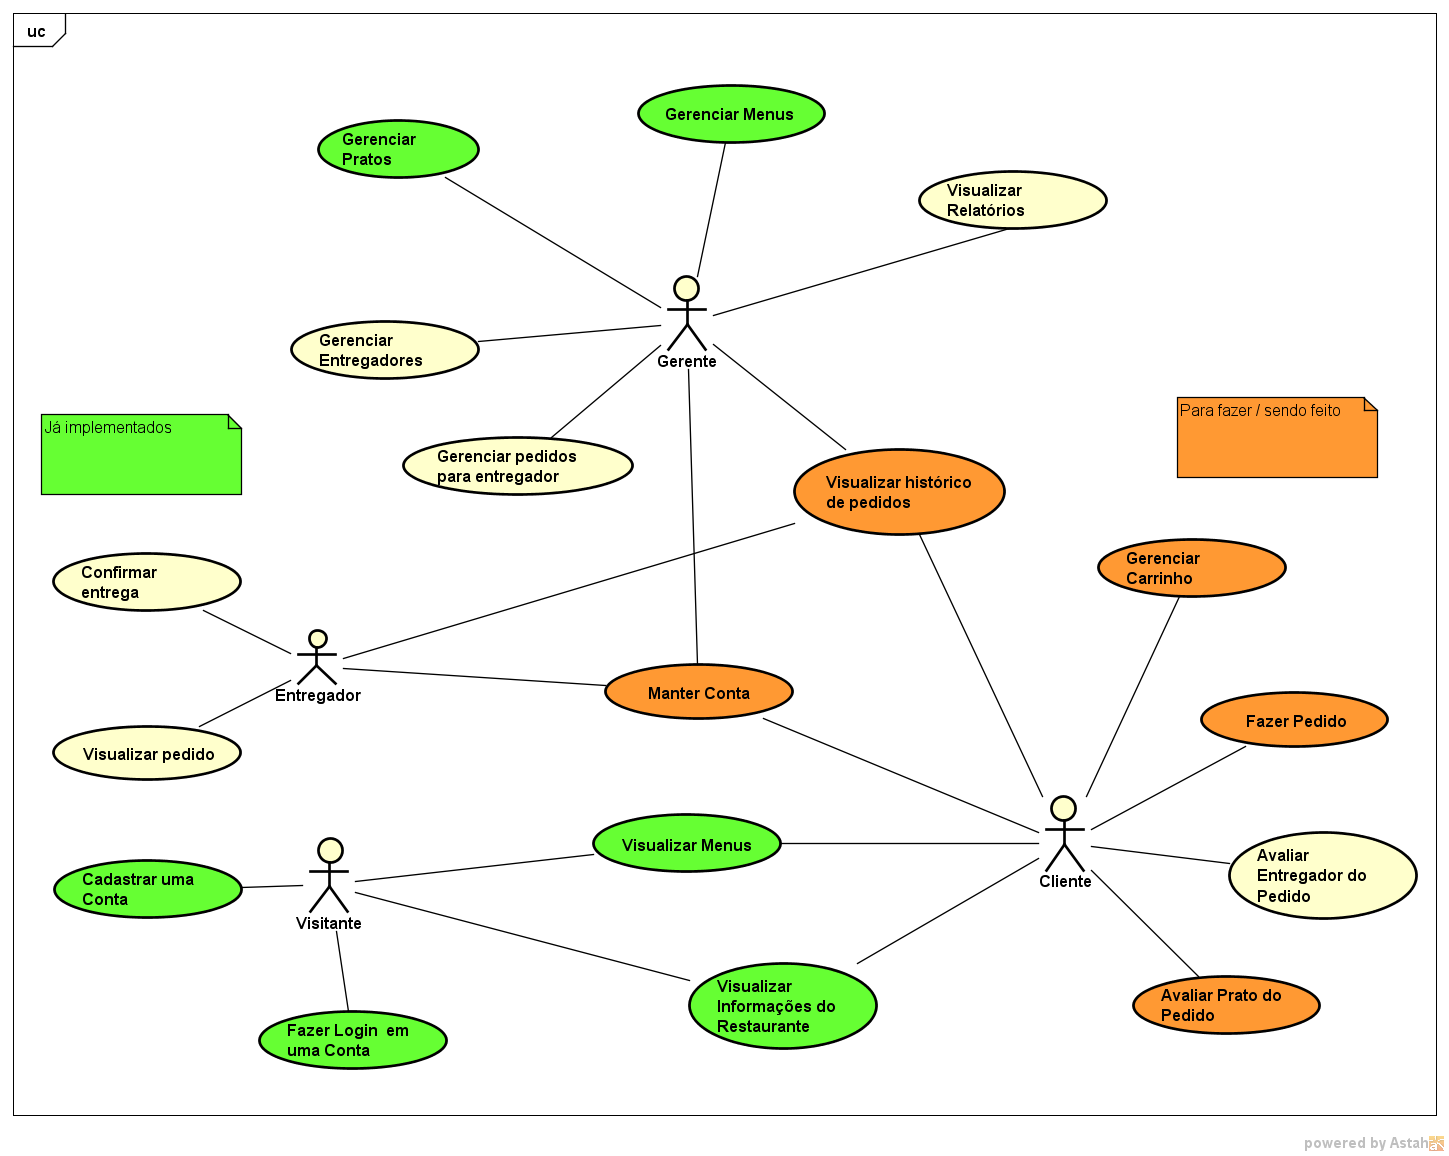 uc
Gerenciar Menus
Gerenciar
Pratos
Visualizar
Relatórios
Gerenciar
Entregadores
Gerente
Já implementados
Para fazer / sendo feito
Gerenciar pedidos
para entregador
Visualizar histórico
de pedidos
Confirmar
entrega
Gerenciar
Carrinho
Entregador
Manter Conta
Fazer Pedido
Visualizar pedido
Visualizar Menus
Cliente
Avaliar
Entregador do
Pedido
Cadastrar uma
Conta
Visitante
Visualizar
Informações do
Restaurante
Avaliar Prato do
Pedido
Fazer Login  em
uma Conta
powered by Astah